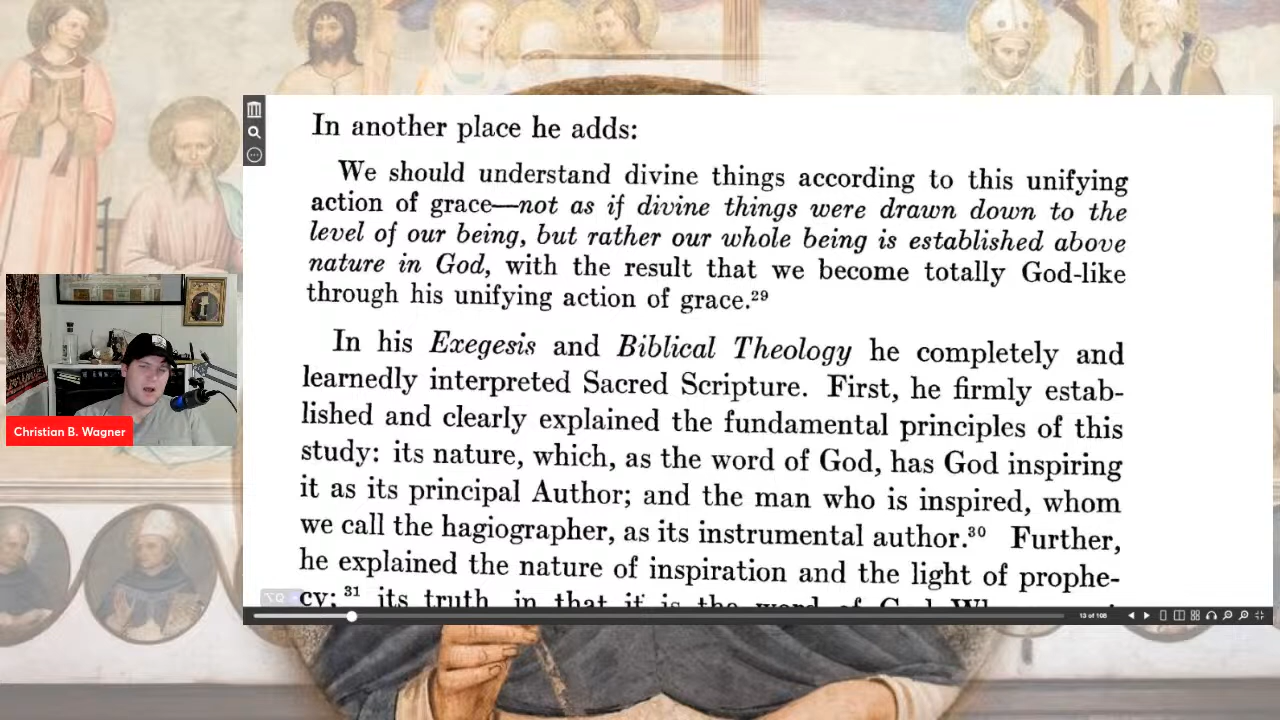 In another place he adds:
We should understand divine things according to this unifying
action of grace—not as if divine things were drawn down to the
level of our being, but rather our whole being is established above
nature in God, with the result that we become totally God-like
through his unifying action of grace.²⁹
In his Exegesis and Biblical Theology he completely and
learnedly interpreted Sacred Scripture. First, he firmly estab-
lished and clearly explained the fundamental principles of this
study: its nature, which, as the word of God, has God inspiring
it as its principal Author; and the man who is inspired, whom
we call the hagiographer, as its instrumental author.³⁰ Further,
he explained the nature of inspiration and the light of prophe-
cy;³¹ its truth, in that it is the word of God
Christian B. Wagner
13 of 108